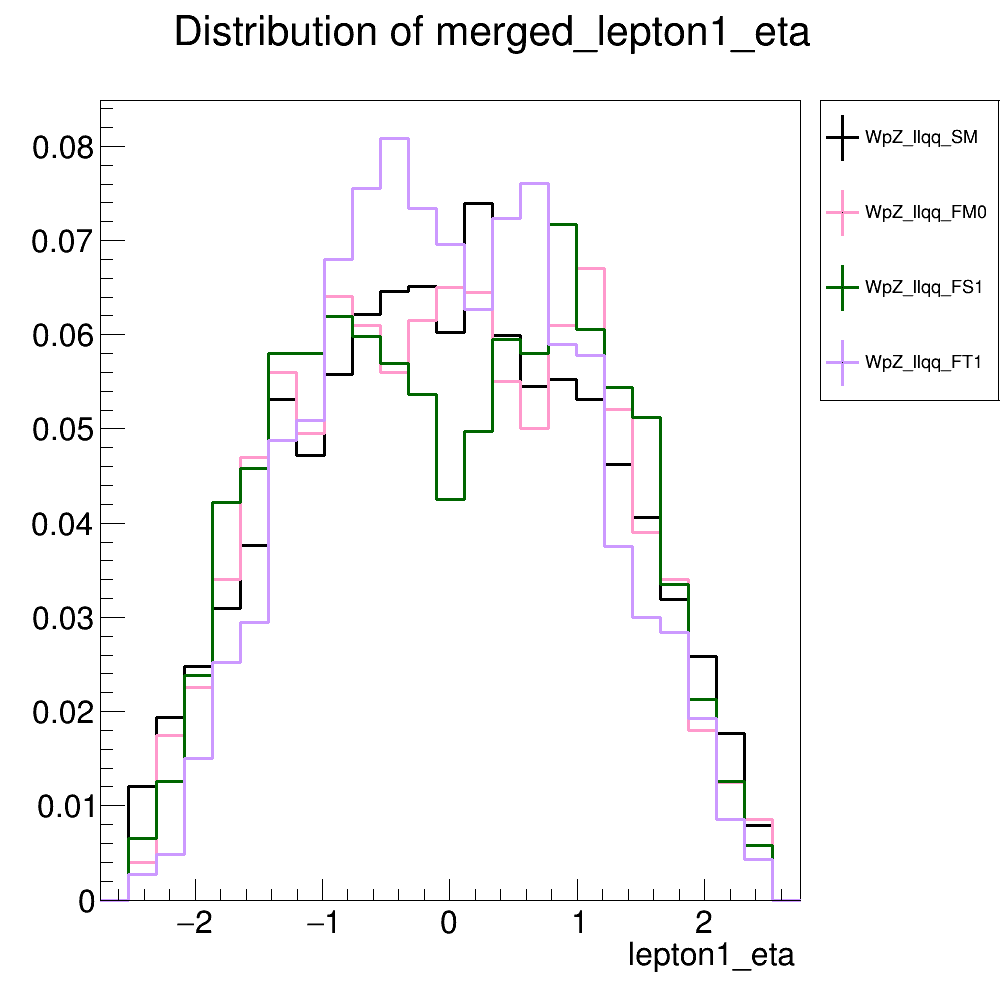 Distribution of merged_lepton1_eta
0.08
0.07
0.06
0.05
0.04
0.03
0.02
0.01
0
−2
−1
0
1
2
lepton1_eta
WpZ_llqq_SM
WpZ_llqq_FM0
WpZ_llqq_FS1
WpZ_llqq_FT1